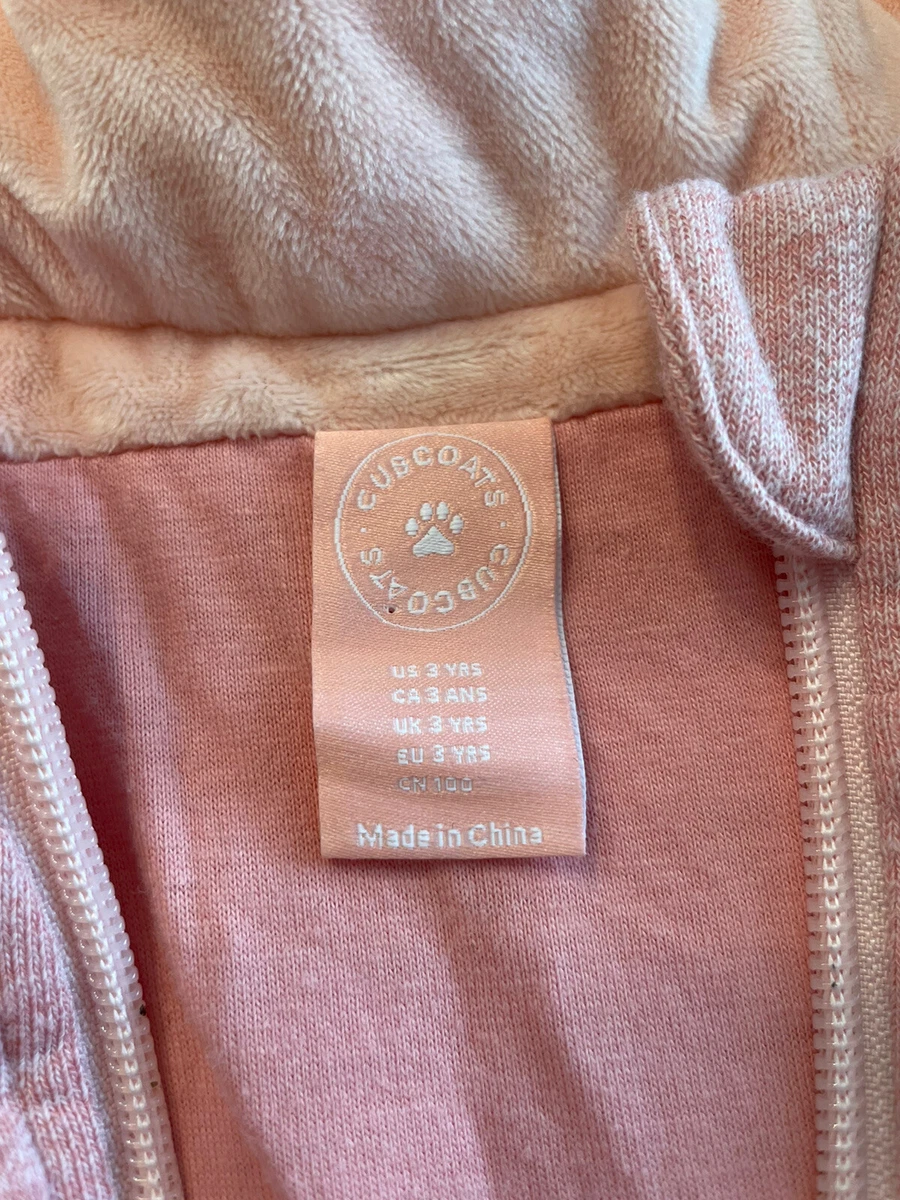 CUBCOATS · CUBCOATS ·
US 3 YRS
CA 3 ANS
UK 3 YRS
EU 3 YRS
CN 100
Made in China